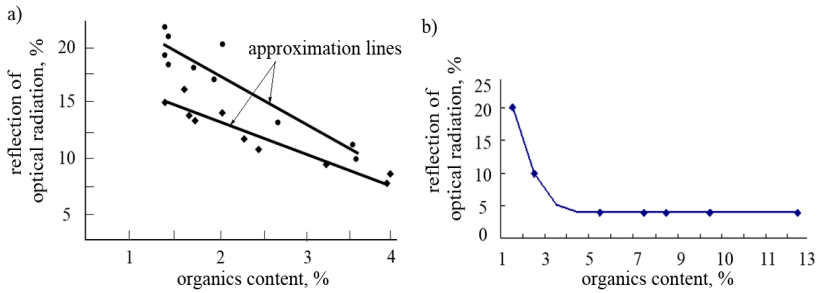 a)
reflection of
optical radiation, %
20
15
10
5
approximation lines
1 2 3 4
organics content, %
b)
reflection of
optical radiation, %
25
20
15
10
5
0
1 3 5 7 9 11 13
organics content, %